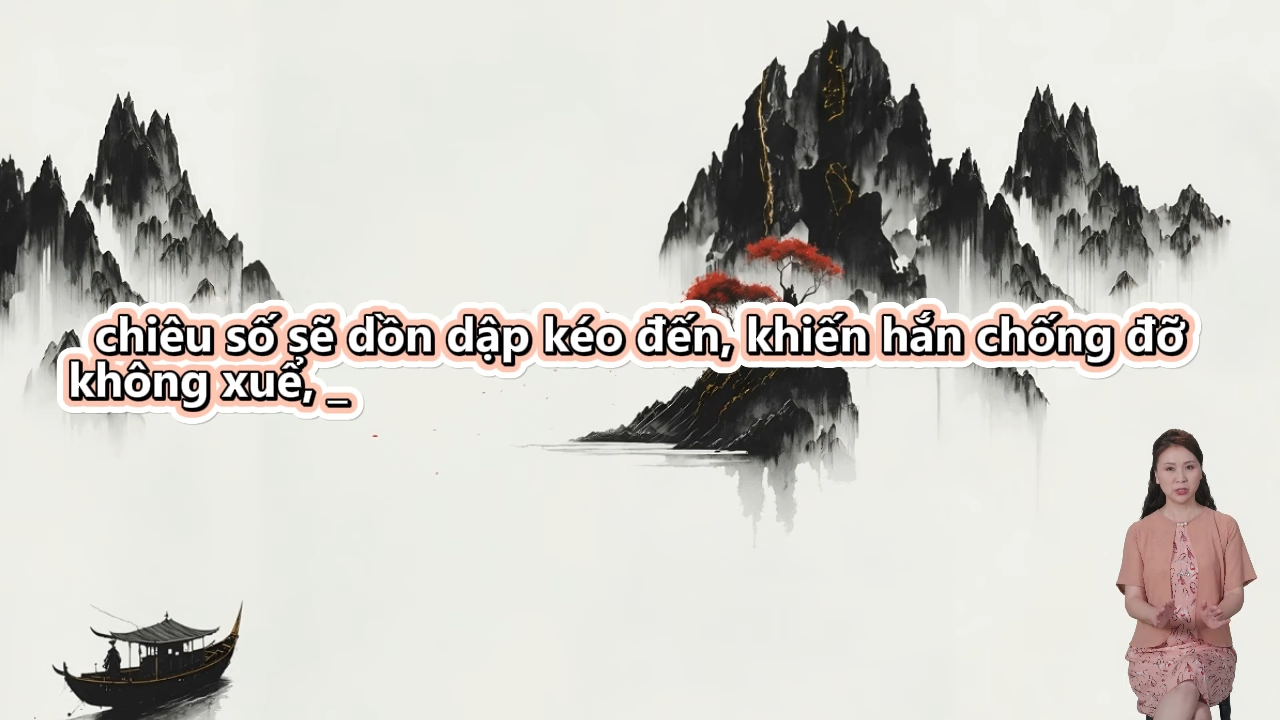 chiêu số sẽ dồn dập kéo đến, khiến hắn chống đỡ
không xuể, _